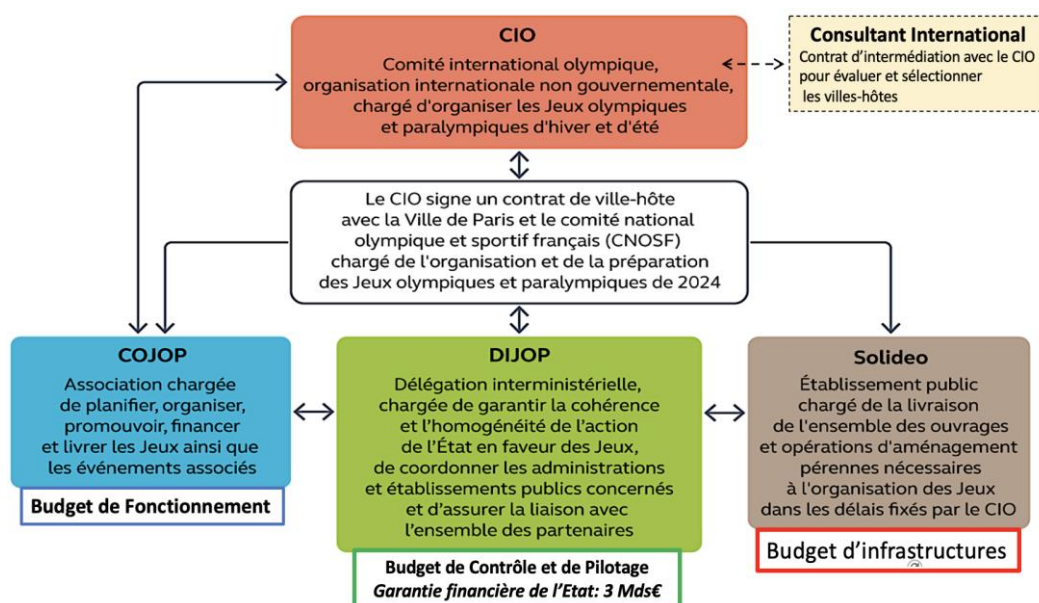 CIO
Comité international olympique,
organisation internationale non gouvernementale,
chargé d'organiser les Jeux olympiques
et paralympiques d'hiver et d'été
Consultant International
Contrat d'intermédiation avec le CIO
pour évaluer et sélectionner
les villes-hôtes
Le CIO signe un contrat de ville-hôte
avec la Ville de Paris et le comité national
olympique et sportif français (CNOSF)
chargé de l'organisation et de la préparation
des Jeux olympiques et paralympiques de 2024
COJOP
Association chargée
de planifier, organiser,
promouvoir, financer
et livrer les Jeux ainsi que
les événements associés
Budget de Fonctionnement
DIJOP
Délégation interministérielle,
chargée de garantir la cohérence
et l'homogénéité de l'action
de l'État en faveur des Jeux,
de coordonner les administrations
et établissements publics concernés
et d'assurer la liaison avec
l'ensemble des partenaires
Budget de Contrôle et de Pilotage
Garantie financière de l'Etat: 3 Mds€
Solideo
Établissement public
chargé de la livraison
de l'ensemble des ouvrages
et opérations d'aménagement
pérennes nécessaires
à l'organisation des Jeux
dans les délais fixés par le CIO
Budget d'infrastructures